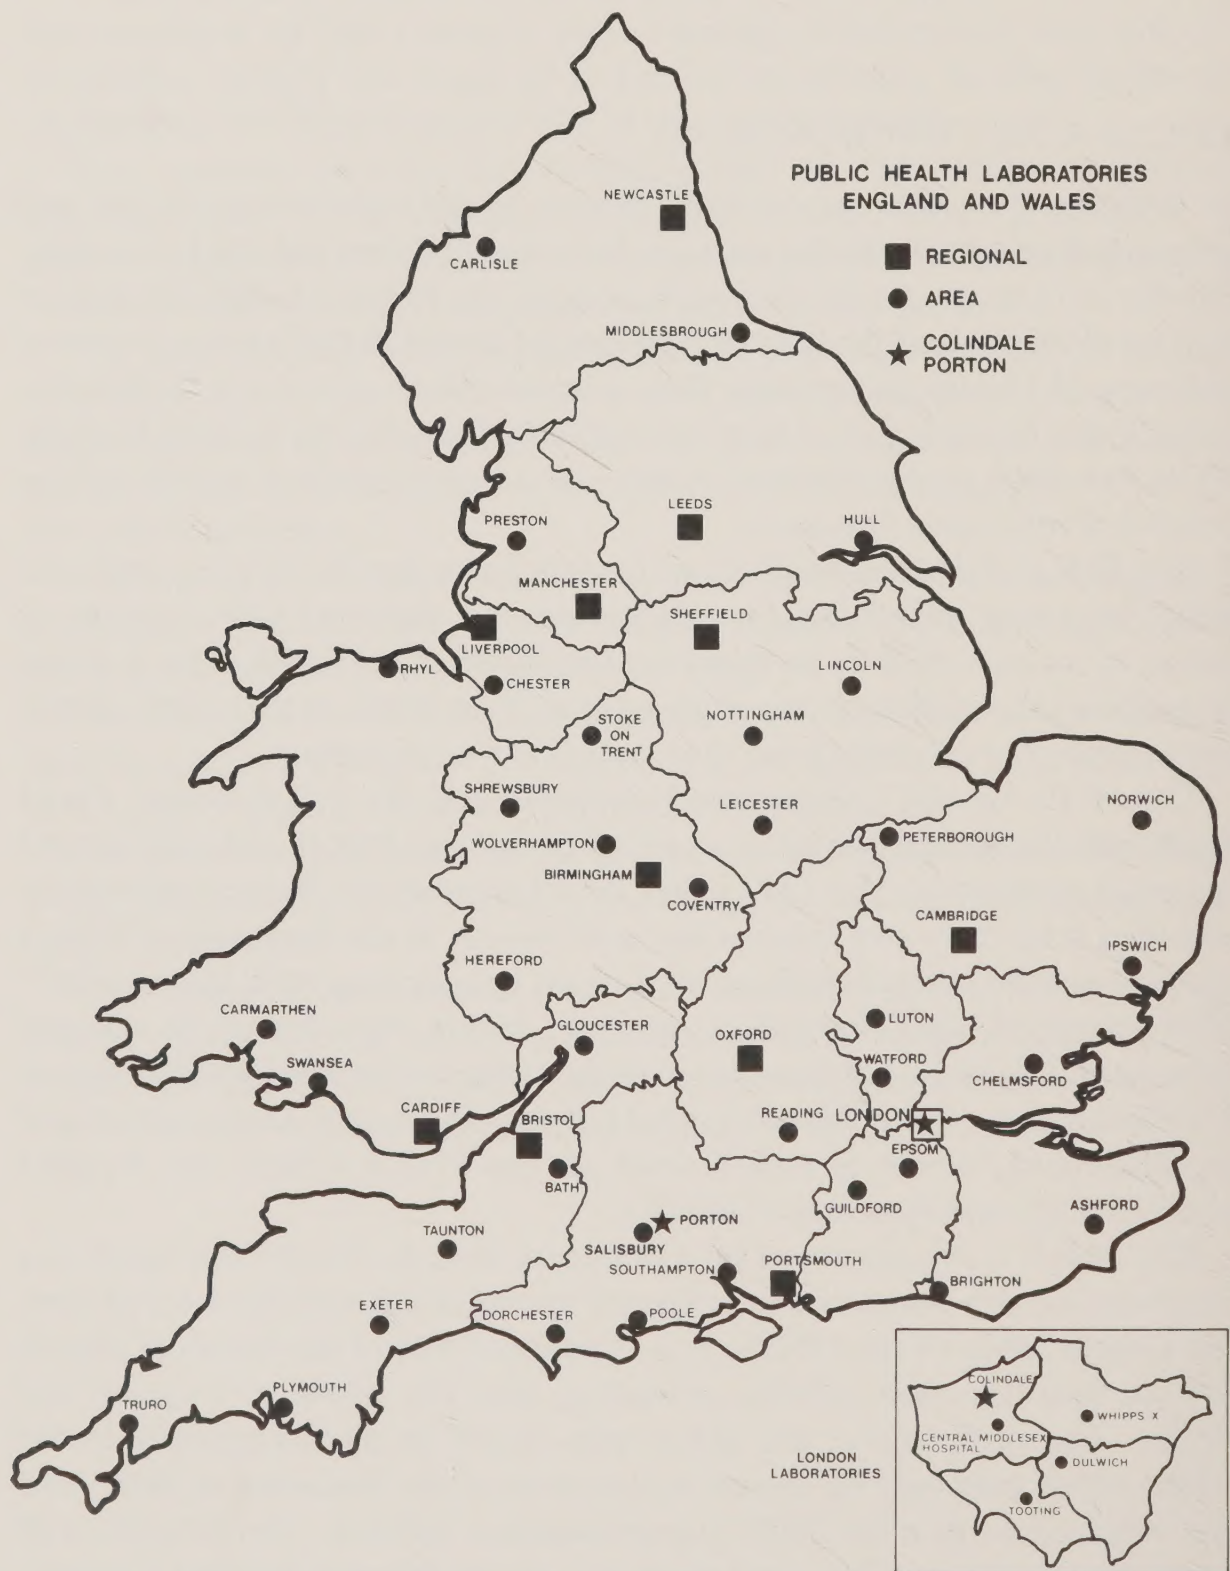 PUBLIC HEALTH LABORATORIES
ENGLAND AND WALES
REGIONAL
AREA
COLINDALE
PORTON
NEWCASTLE
CARLISLE
MIDDLESBROUGH
LEEDS
HULL
PRESTON
MANCHESTER
SHEFFIELD
LIVERPOOL
RHYL
CHESTER
LINCOLN
STOKE
ON
TRENT
NOTTINGHAM
SHREWSBURY
LEICESTER
NORWICH
WOLVERHAMPTON
PETERBOROUGH
BIRMINGHAM
COVENTRY
CAMBRIDGE
HEREFORD
IPSWICH
CARMARTHEN
GLOUCESTER
LUTON
OXFORD
SWANSEA
WATFORD
CHELMSFORD
CARDIFF
BRISTOL
READING
LONDON
EPSOM
BATH
GUILDFORD
ASHFORD
TAUNTON
PORTON
SALISBURY
SOUTHAMPTON
PORTSMOUTH
BRIGHTON
EXETER
DORCHESTER
POOLE
PLYMOUTH
TRURO
LONDON
LABORATORIES
COLINDALE
WHIPPS X
CENTRAL MIDDLESEX
HOSPITAL
DULWICH
TOOTING